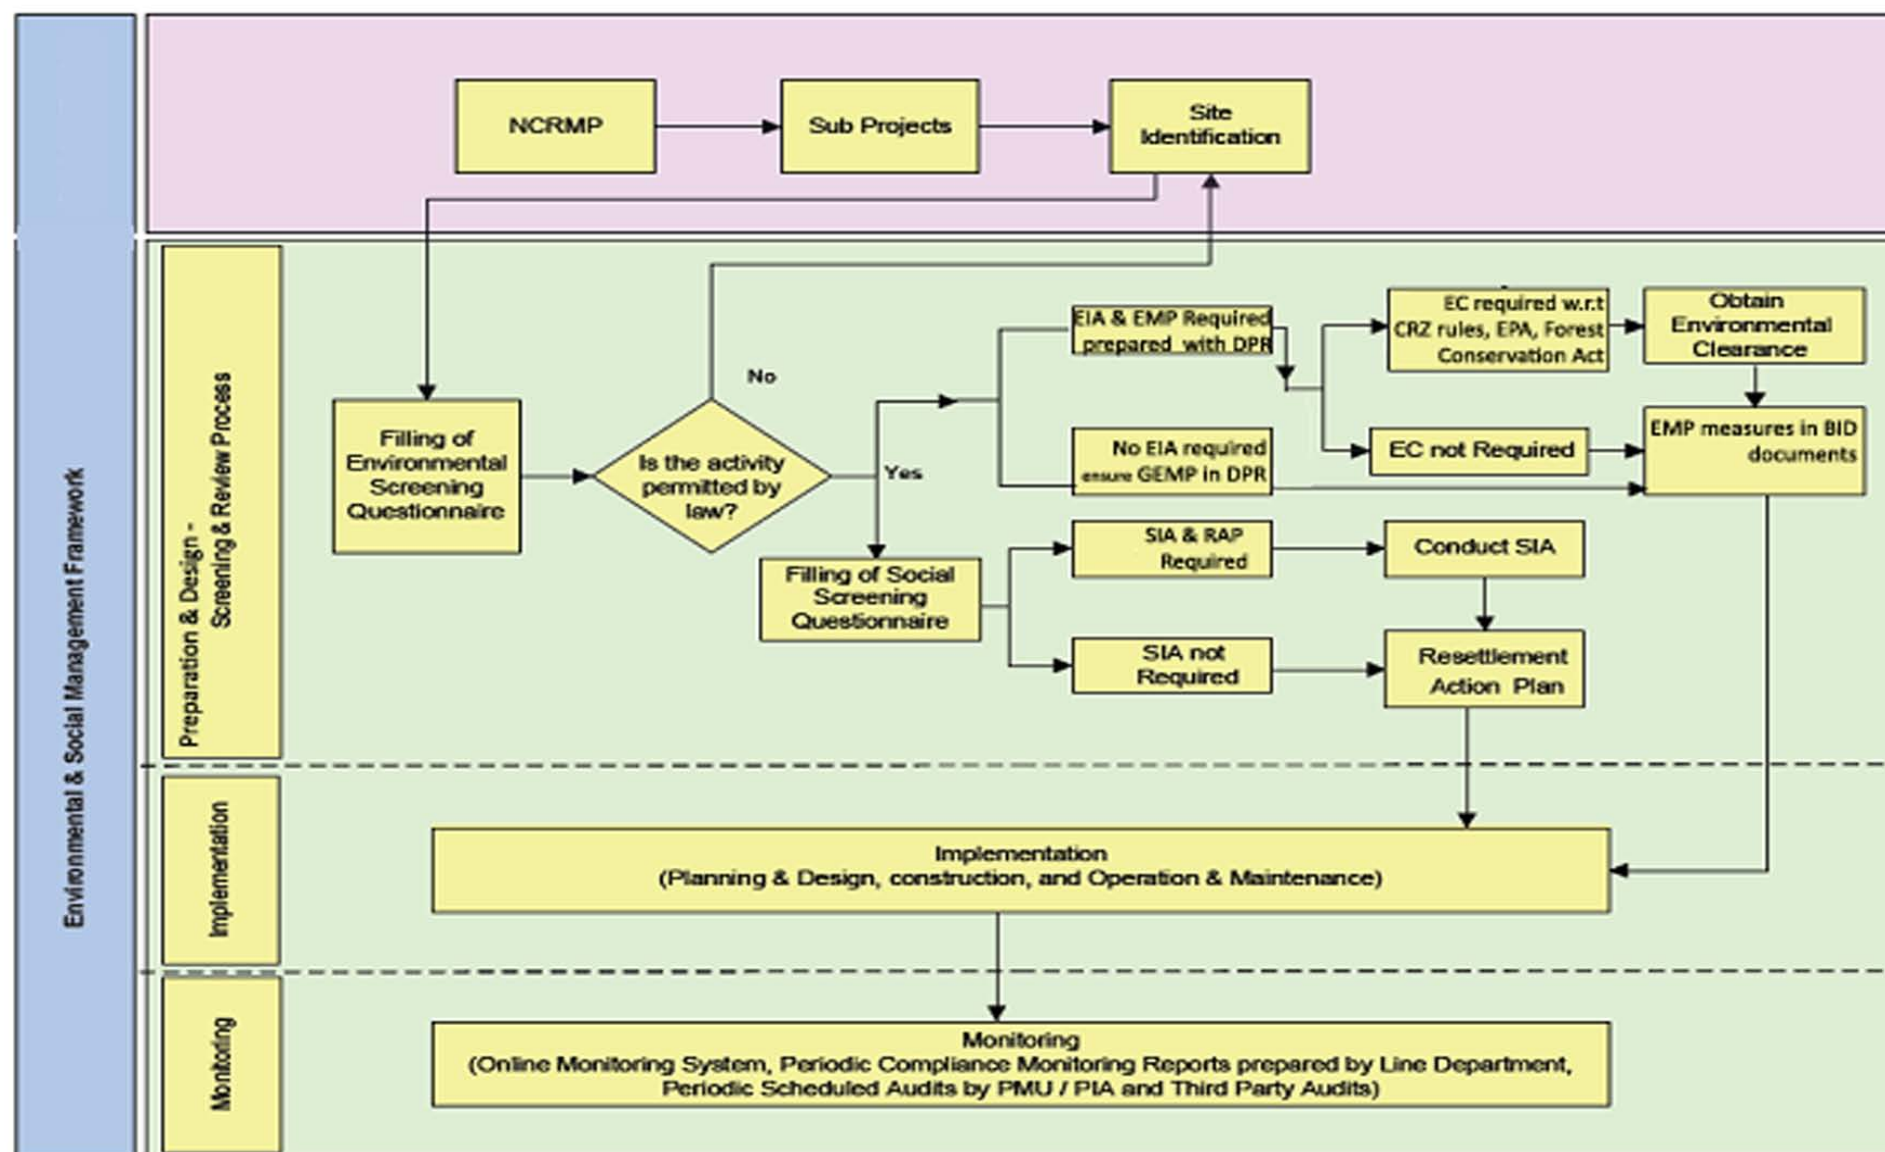 NCRMP
Sub Projects
Site
Identification
Environmental & Social Management Framework
Preparation & Design -
Screening & Review Process
Filling of
Environmental
Screening
Questionnaire
No
Is the activity
permitted by
law?
Yes
EIA & EMP Required
prepared with DPR
EC required w.r.t
CRZ rules, EPA, Forest
Conservation Act
Obtain
Environmental
Clearance
No EIA required
ensure GEMP in DPR
EC not Required
EMP measures in BID
documents
Filling of Social
Screening
Questionnaire
SIA & RAP
Required
Conduct SIA
SIA not
Required
Resettlement
Action Plan
Implementation
Implementation
(Planning & Design, construction, and Operation & Maintenance)
Monitoring
Monitoring
(Online Monitoring System, Periodic Compliance Monitoring Reports prepared by Line Department,
Periodic Scheduled Audits by PMU / PIA and Third Party Audits)